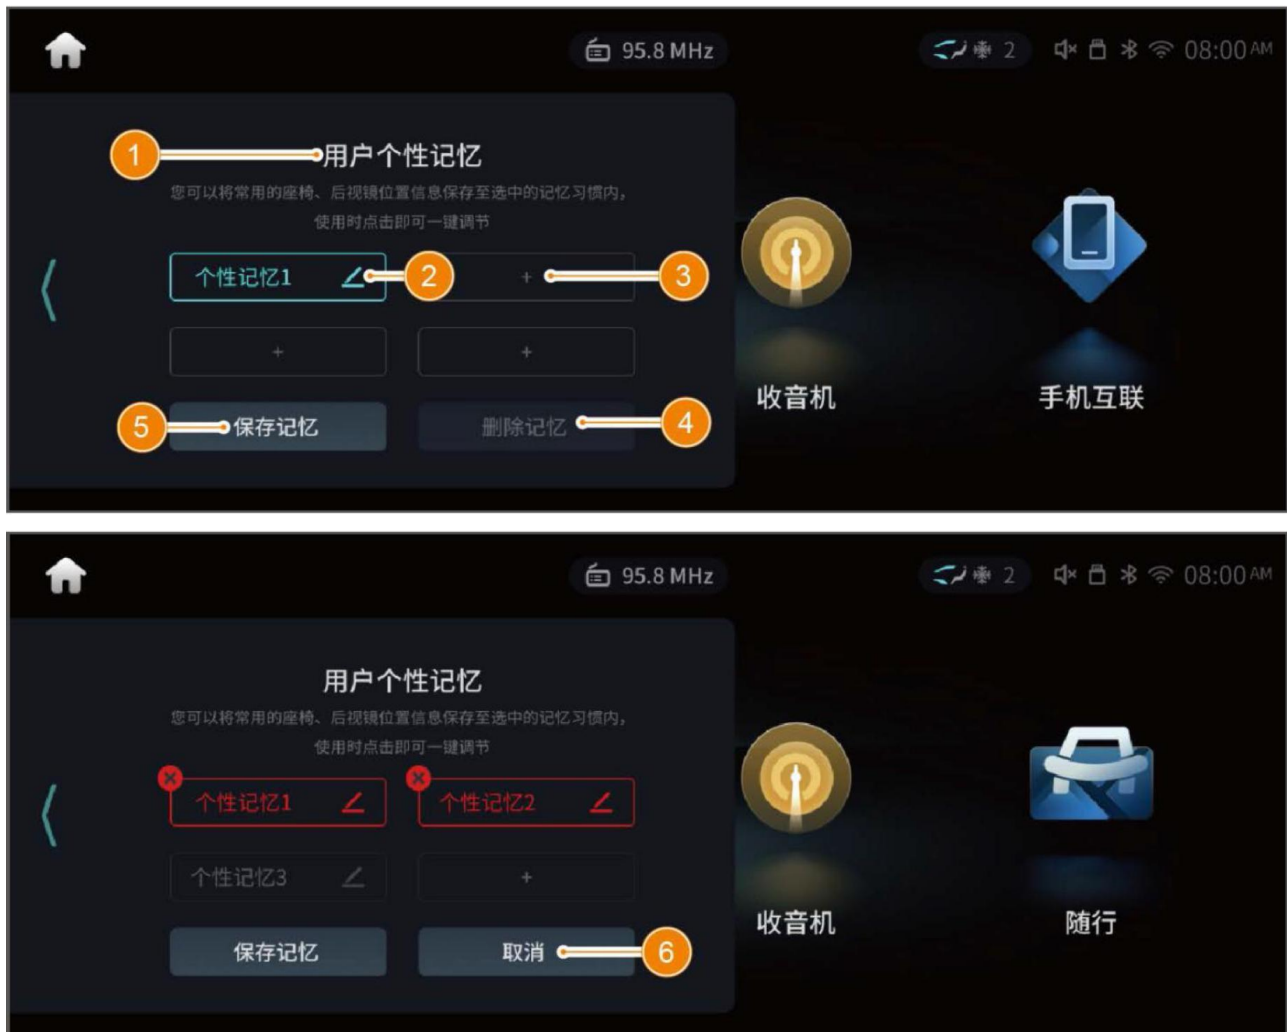 95.8 MHz
2
08:00 AM
1
用户个性记忆
您可以将常用的座椅、后视镜位置信息保存至选中的记忆习惯内，
使用时点击即可一键调节
个性记忆1
2
+
3
+
+
5
保存记忆
删除记忆
4
收音机
手机互联
95.8 MHz
2
08:00 AM
用户个性记忆
您可以将常用的座椅、后视镜位置信息保存至选中的记忆习惯内，
使用时点击即可一键调节
个性记忆1
个性记忆2
个性记忆3
+
保存记忆
取消
6
收音机
随行